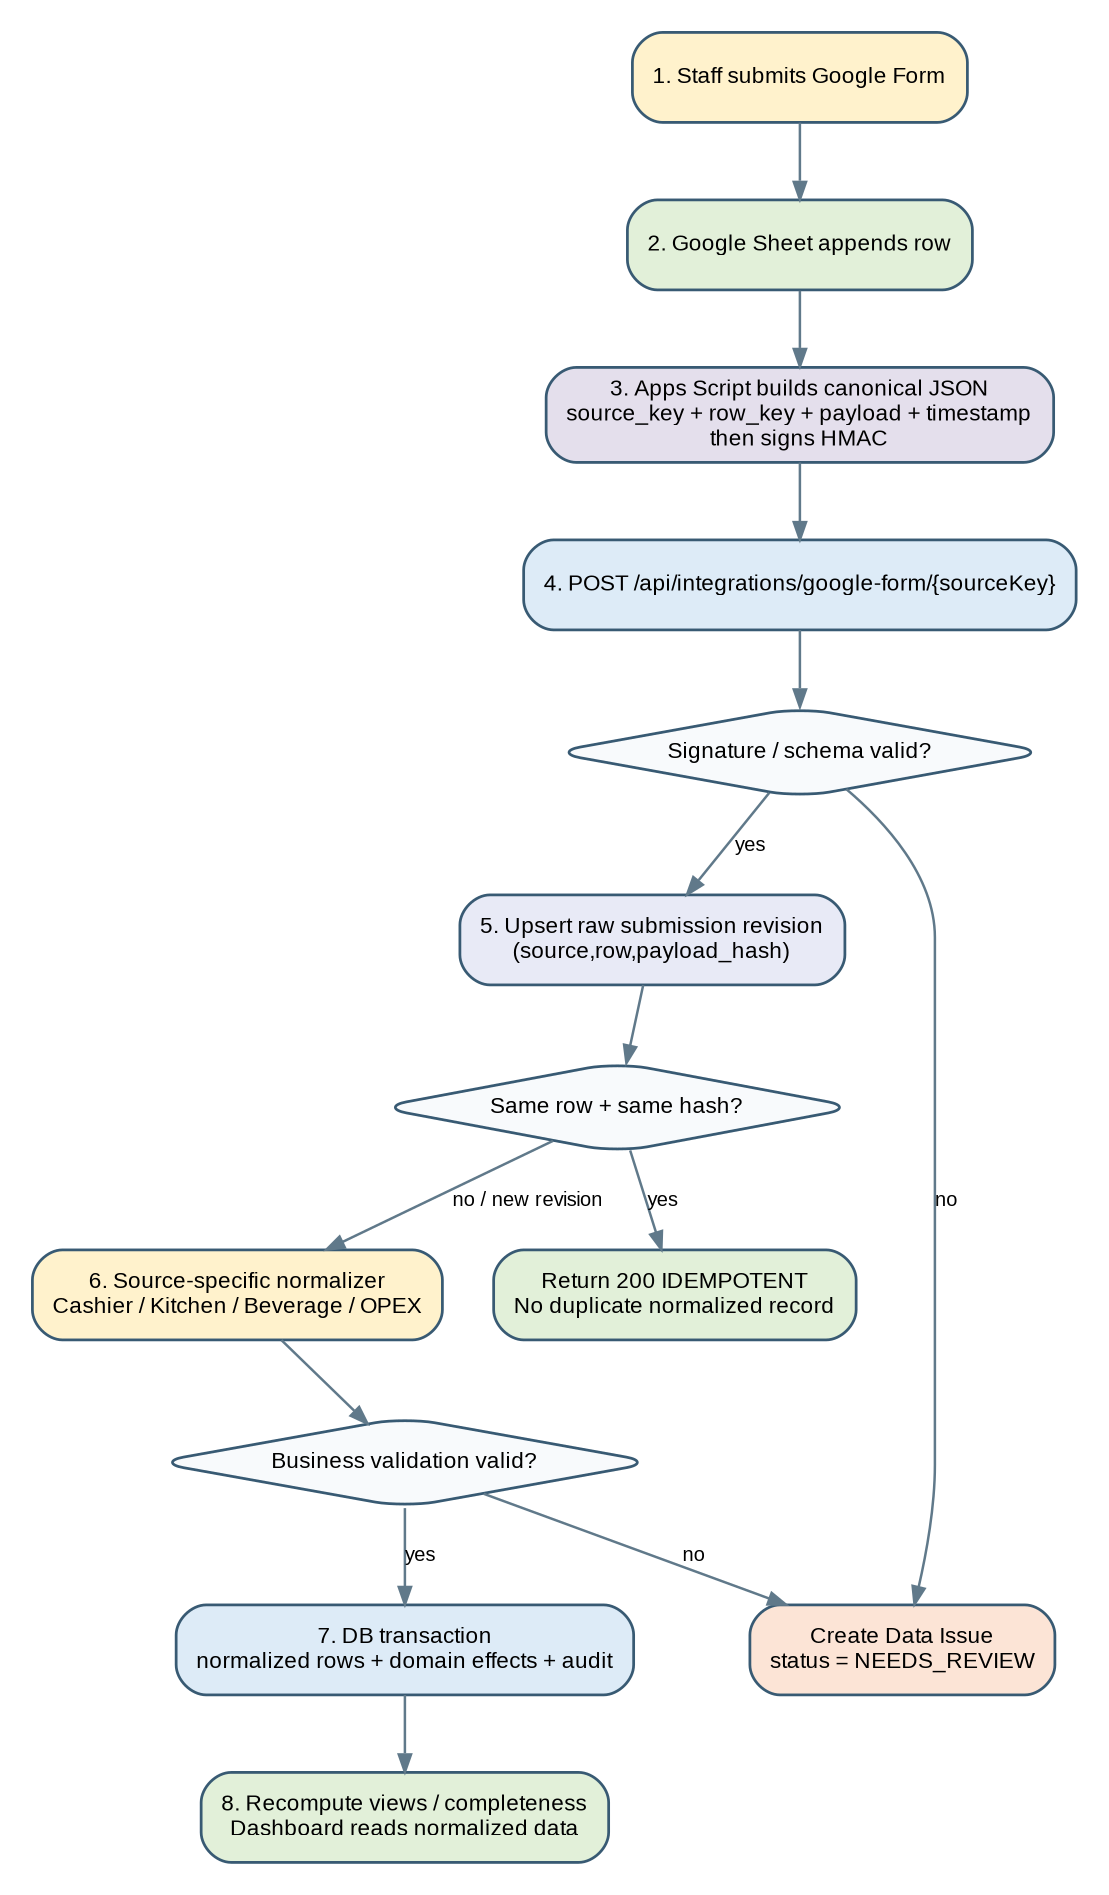 1. Staff submits Google Form
2. Google Sheet appends row
3. Apps Script builds canonical JSON
source_key + row_key + payload + timestamp
then signs HMAC
4. POST /api/integrations/google-form/{sourceKey}
Signature / schema valid?
yes
5. Upsert raw submission revision
(source,row,payload_hash)
Same row + same hash?
no / new revision
yes
no
6. Source-specific normalizer
Cashier / Kitchen / Beverage / OPEX
Return 200 IDEMPOTENT
No duplicate normalized record
Business validation valid?
yes
no
7. DB transaction
normalized rows + domain effects + audit
Create Data Issue
status = NEEDS_REVIEW
8. Recompute views / completeness
Dashboard reads normalized data